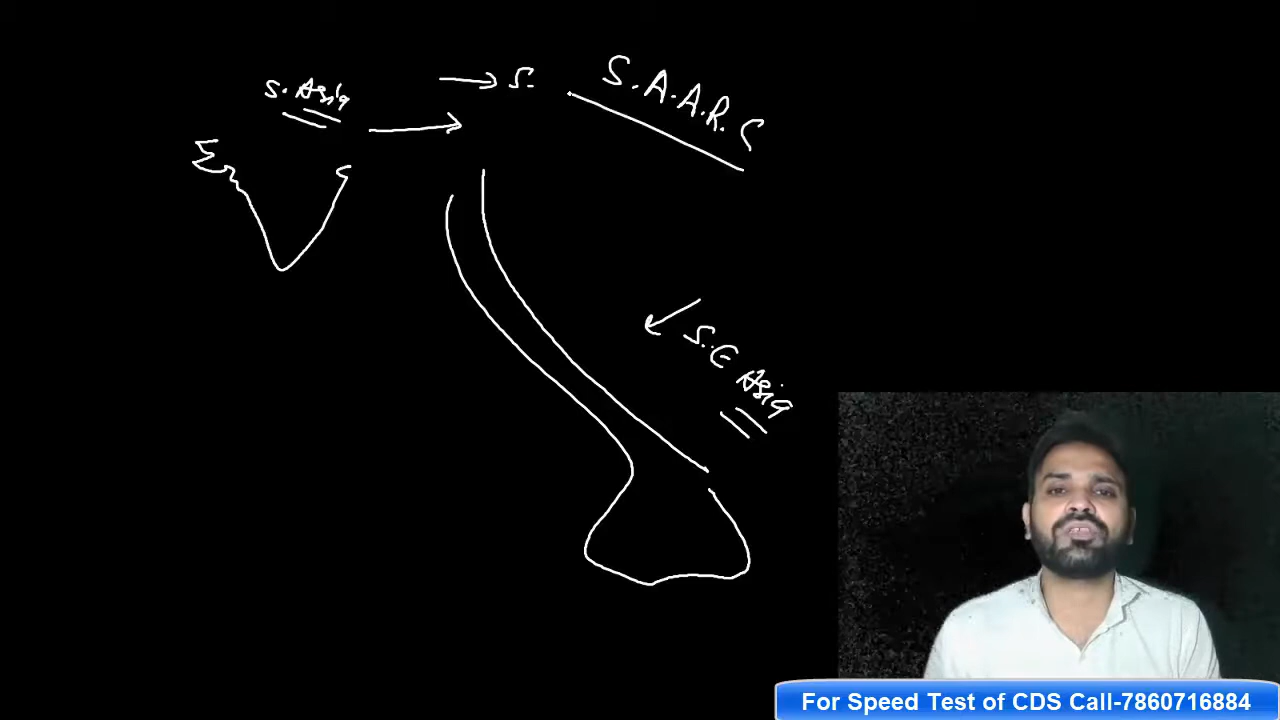 S. Asia
→ S.
S.A.A.R.C
S.E Asia
For Speed Test of CDS Call-7860716884